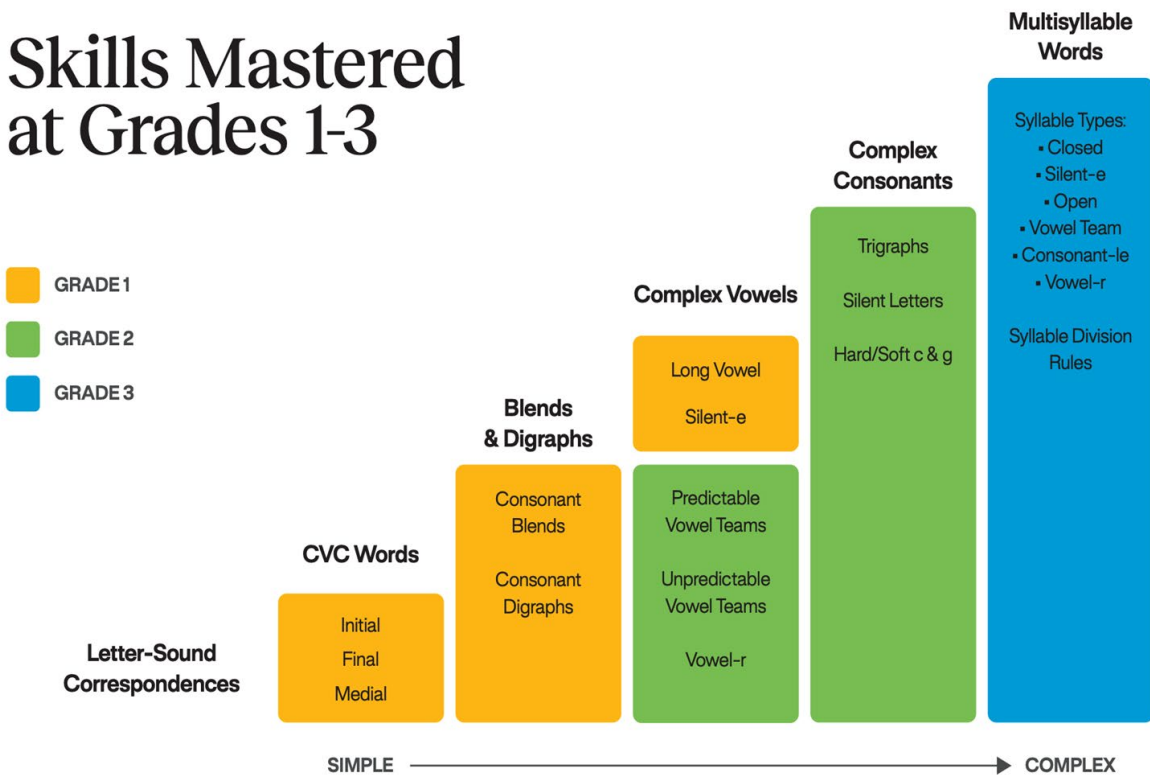 Skills Mastered
at Grades 1-3
GRADE 1
GRADE 2
GRADE 3
Letter-Sound
Correspondences
CVC Words
Initial
Final
Medial
Blends
& Digraphs
Consonant
Blends
Consonant
Digraphs
Complex Vowels
Long Vowel
Silent-e
Predictable
Vowel Teams
Unpredictable
Vowel Teams
Vowel-r
Complex
Consonants
Trigraphs
Silent Letters
Hard/Soft c & g
Multisyllable
Words
Syllable Types:
▪ Closed
▪ Silent-e
▪ Open
▪ Vowel Team
▪ Consonant-le
▪ Vowel-r
Syllable Division
Rules
SIMPLE
COMPLEX